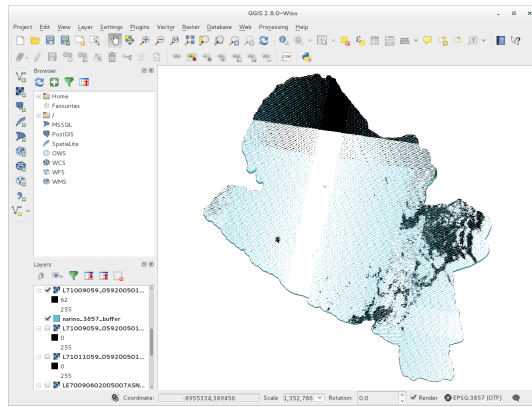 QGIS 2.8.0-Wien
Project Edit View Layer Settings Plugins Vector Raster Database Web Processing Help
Browser
Home
Favourites
/
MSSQL
PostGIS
SpatiaLite
OWS
WCS
WFS
WMS
Layers
L71009059_059200501...
62
255
narino_3857_buffer
L71009059_059200501...
0
255
L71011059_059200501...
0
255
LE70090602005007ASN...
Coordinate: -8955334,389456 Scale 1,352,786 Rotation: 0.0 Render EPSG:3857 (OTF)